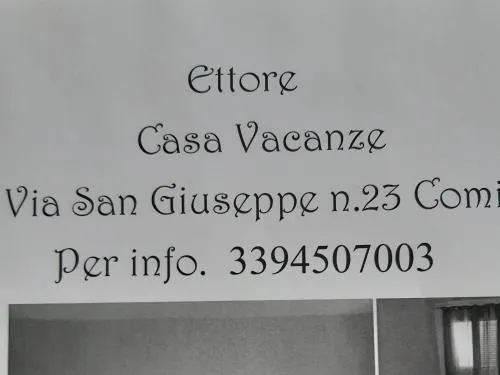 Ettore
Casa Vacanze
Via San Giuseppe n.23 Comi
Per info. 3394507003